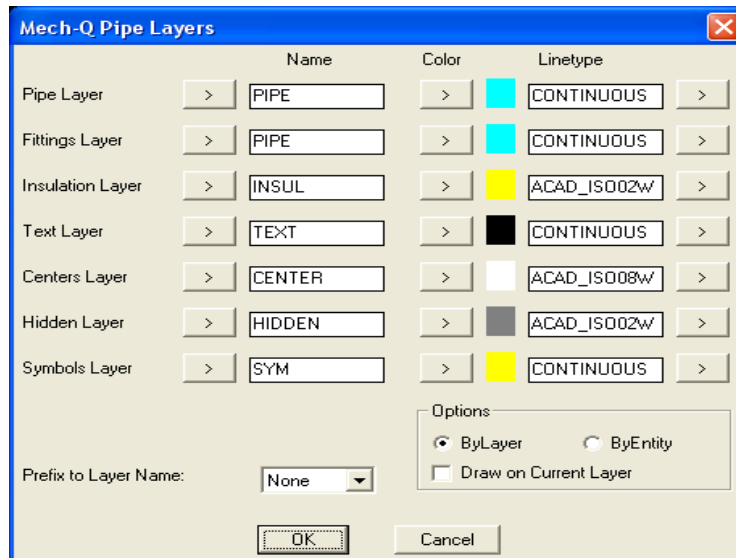 Mech-Q Pipe Layers
Name Color Linetype
Pipe Layer > PIPE > CONTINUOUS >
Fittings Layer > PIPE > CONTINUOUS >
Insulation Layer > INSUL > ACAD_ISO02W >
Text Layer > TEXT > CONTINUOUS >
Centers Layer > CENTER > ACAD_ISO08W >
Hidden Layer > HIDDEN > ACAD_ISO02W >
Symbols Layer > SYM > CONTINUOUS >
Options
ByLayer ByEntity
Prefix to Layer Name: None Draw on Current Layer
OK Cancel